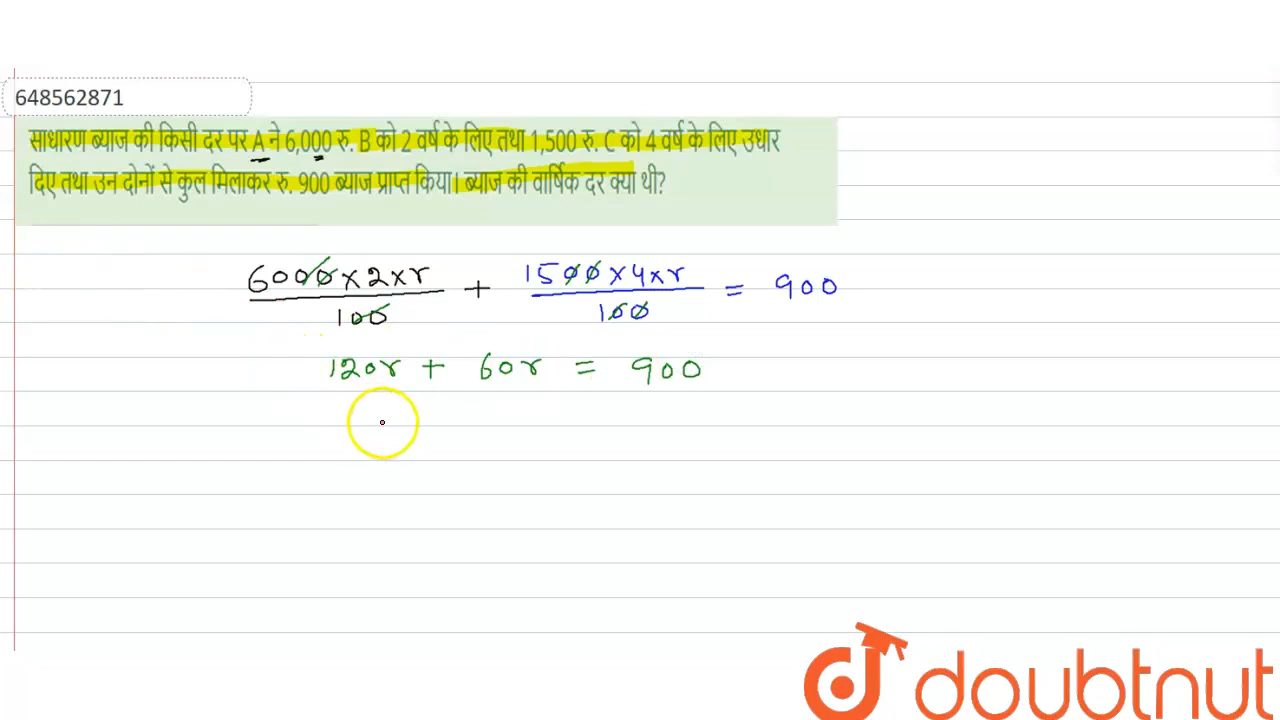 648562871
साधारण ब्याज की किसी दर पर A ने 6,000 रु. B को 2 वर्ष के लिए तथा 1,500 रु. C को 4 वर्ष के लिए उधार
दिए तथा उन दोनों से कुल मिलाकर रु. 900 ब्याज प्राप्त किया। ब्याज की वार्षिक दर क्या थी?
6000×2×r/100 + 1500×4×r/100 = 900
120r + 60r = 900
doubtnut